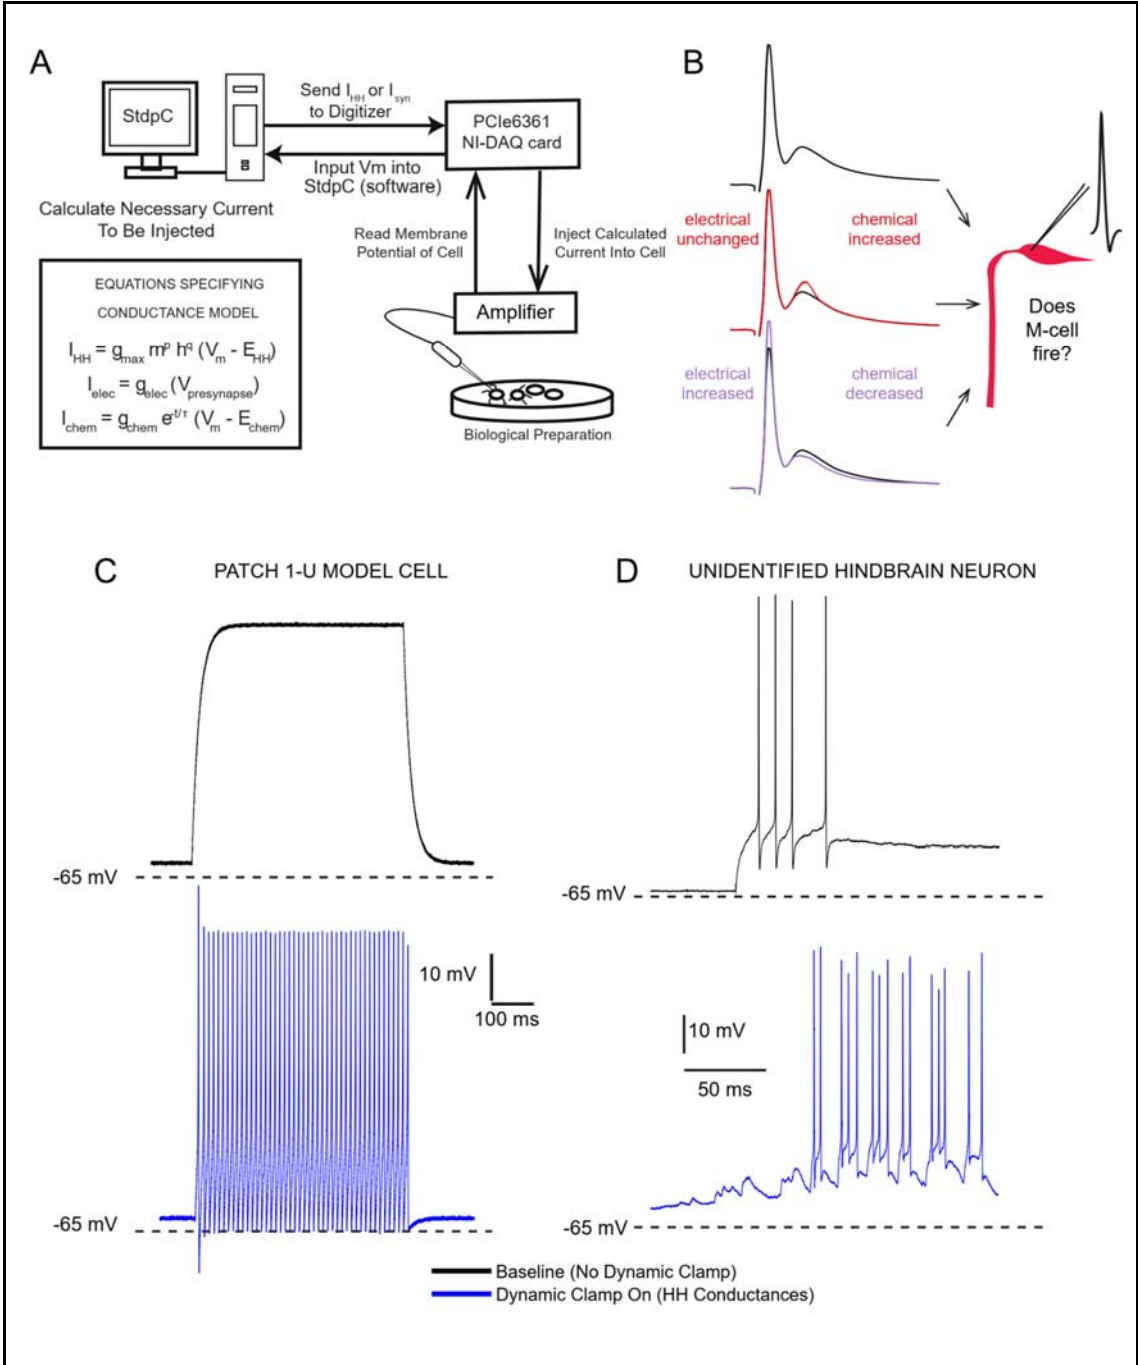 A
StdpC
Send I_HH or I_syn
to Digitizer
PCIe6361
NI-DAQ card
Input Vm into
StdpC (software)
Calculate Necessary Current
To Be Injected
Read Membrane
Potential of Cell
Inject Calculated
Current Into Cell
EQUATIONS SPECIFYING
CONDUCTANCE MODEL
I_HH = g_max m^p h^q (V_m - E_HH)
I_elec = g_elec (V_presynapse)
I_chem = g_chem e^-t/τ (V_m - E_chem)
Amplifier
Biological Preparation
B
electrical
unchanged
chemical
increased
electrical
increased
chemical
decreased
Does
M-cell
fire?
C
PATCH 1-U MODEL CELL
-65 mV
10 mV
100 ms
-65 mV
D
UNIDENTIFIED HINDBRAIN NEURON
-65 mV
10 mV
50 ms
-65 mV
Baseline (No Dynamic Clamp)
Dynamic Clamp On (HH Conductances)